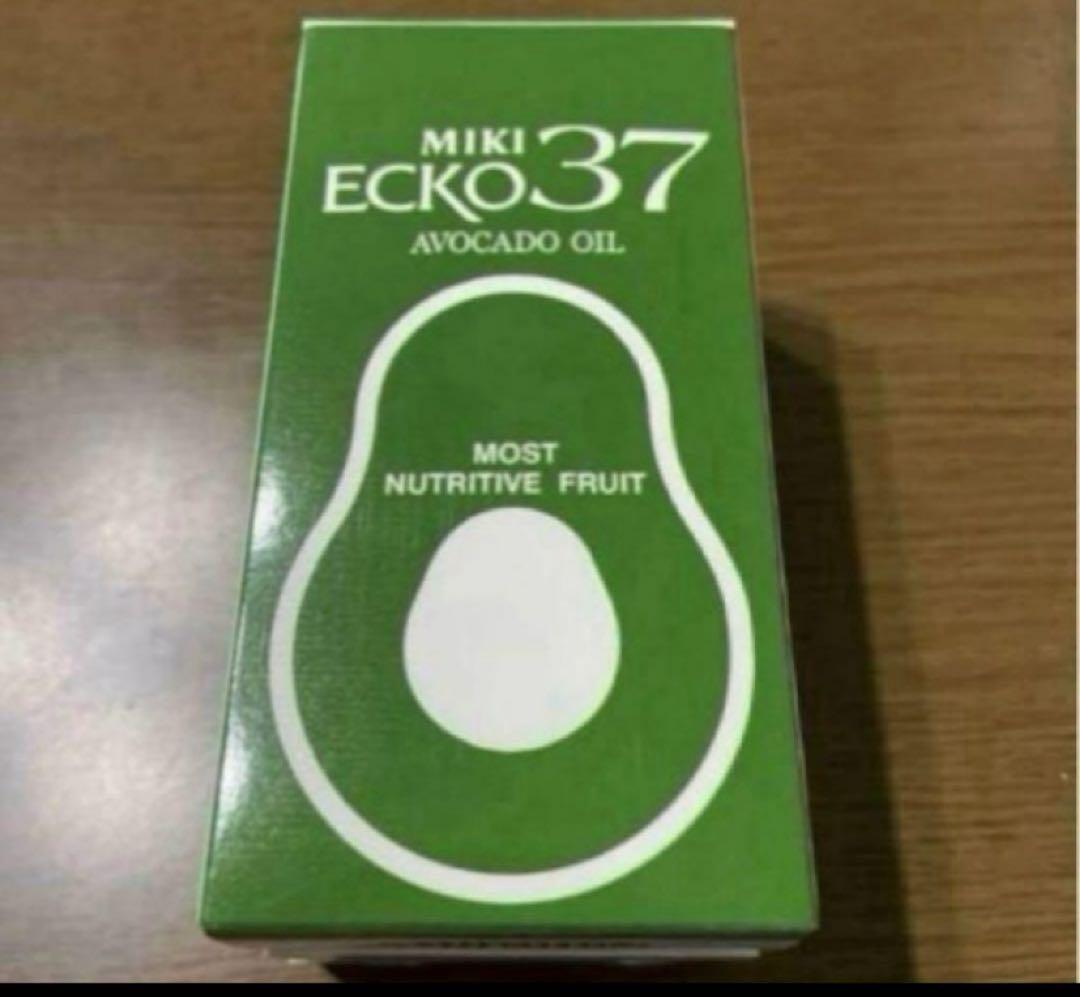 MIKI
ECKO37
AVOCADO OIL
MOST
NUTRITIVE FRUIT